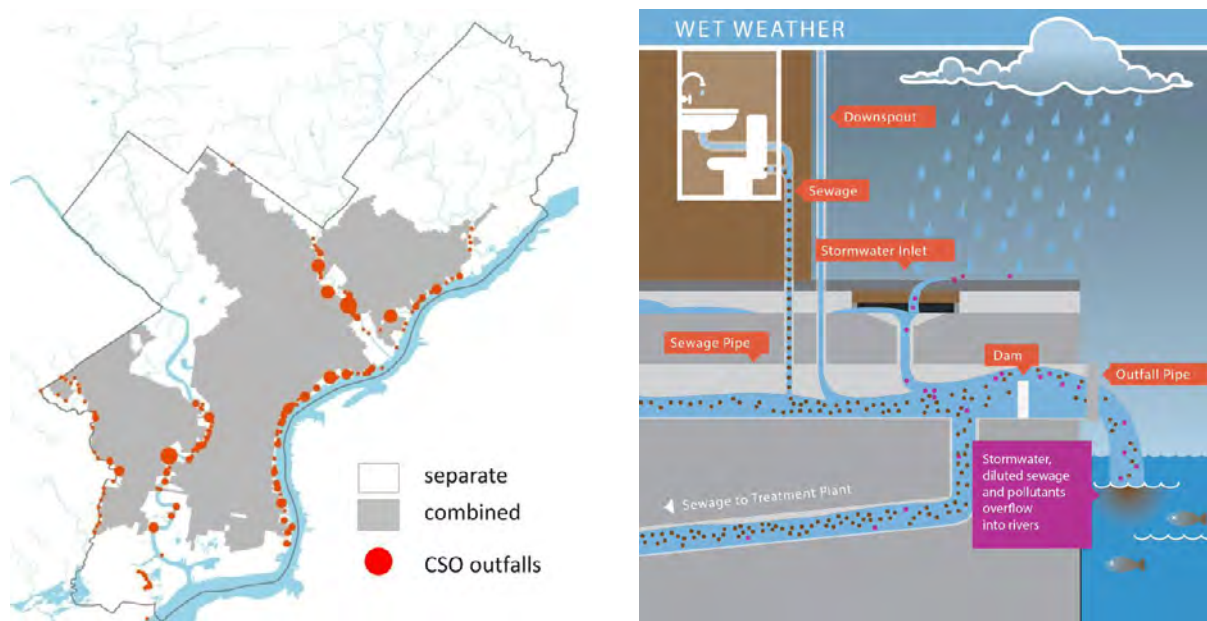 separate
combined
CSO outfalls
WET WEATHER
Downspout
Sewage
Stormwater Inlet
Sewage Pipe
Dam
Outfall Pipe
Stormwater,
diluted sewage
and pollutants
overflow
into rivers
Sewage to Treatment Plant